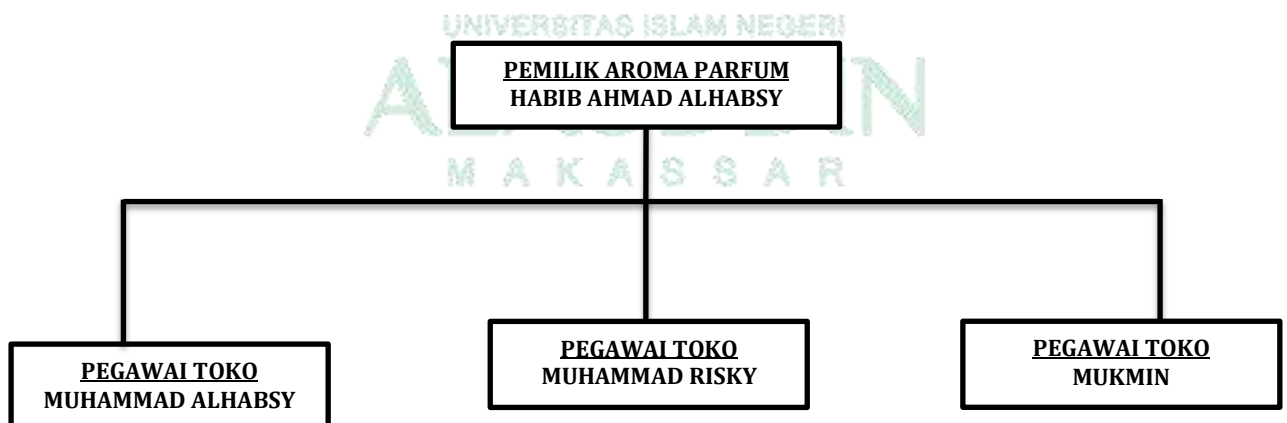 UNIVERSITAS ISLAM NEGERI
PEMILIK AROMA PARFUM
HABIB AHMAD ALHABSY
MAKASSAR
PEGAWAI TOKO
MUHAMMAD ALHABSY
PEGAWAI TOKO
MUHAMMAD RISKY
PEGAWAI TOKO
MUKMIN